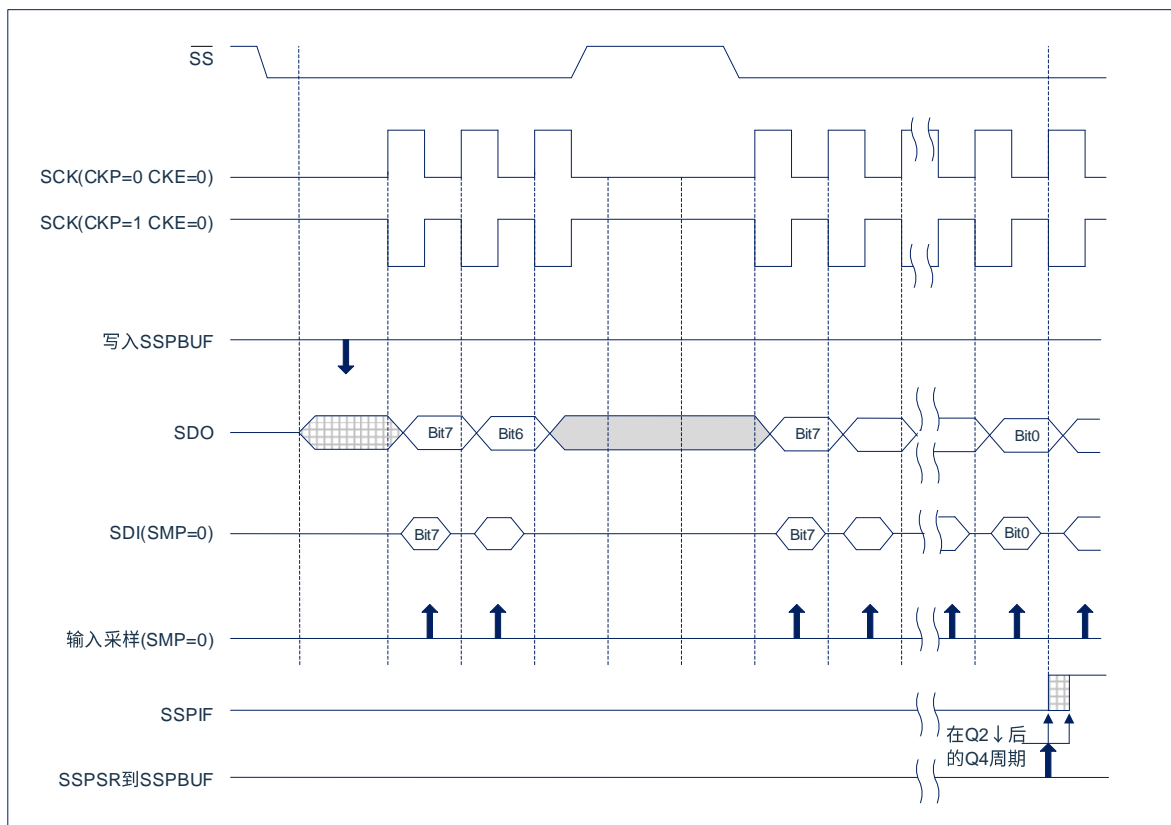 SS
SCK(CKP=0 CKE=0)
SCK(CKP=1 CKE=0)
写入SSPBUF
SDO
Bit7
Bit6
Bit7
Bit0
SDI(SMP=0)
Bit7
Bit7
Bit0
输入采样(SMP=0)
SSPIF
在Q2↓后
的Q4周期
SSPSR到SSPBUF